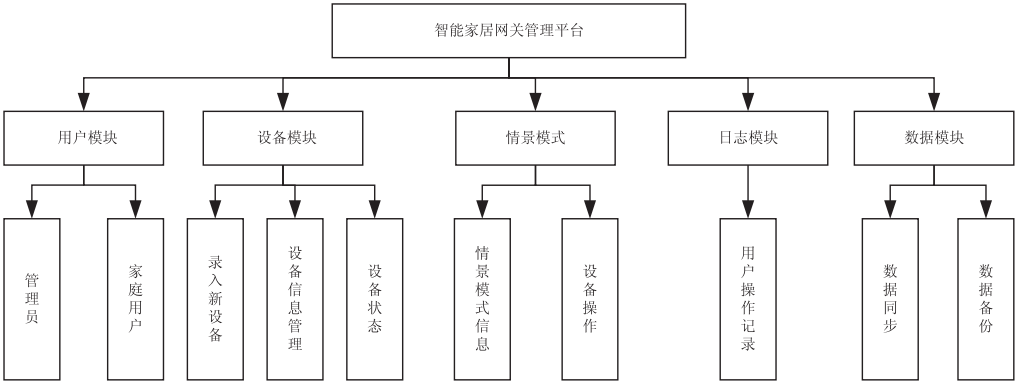 智能家居网关管理平台
用户模块
设备模块
情景模式
日志模块
数据模块
管理员
家庭用户
录入新设备
设备信息管理
设备状态
情景模式信息
设备操作
用户操作记录
数据同步
数据备份